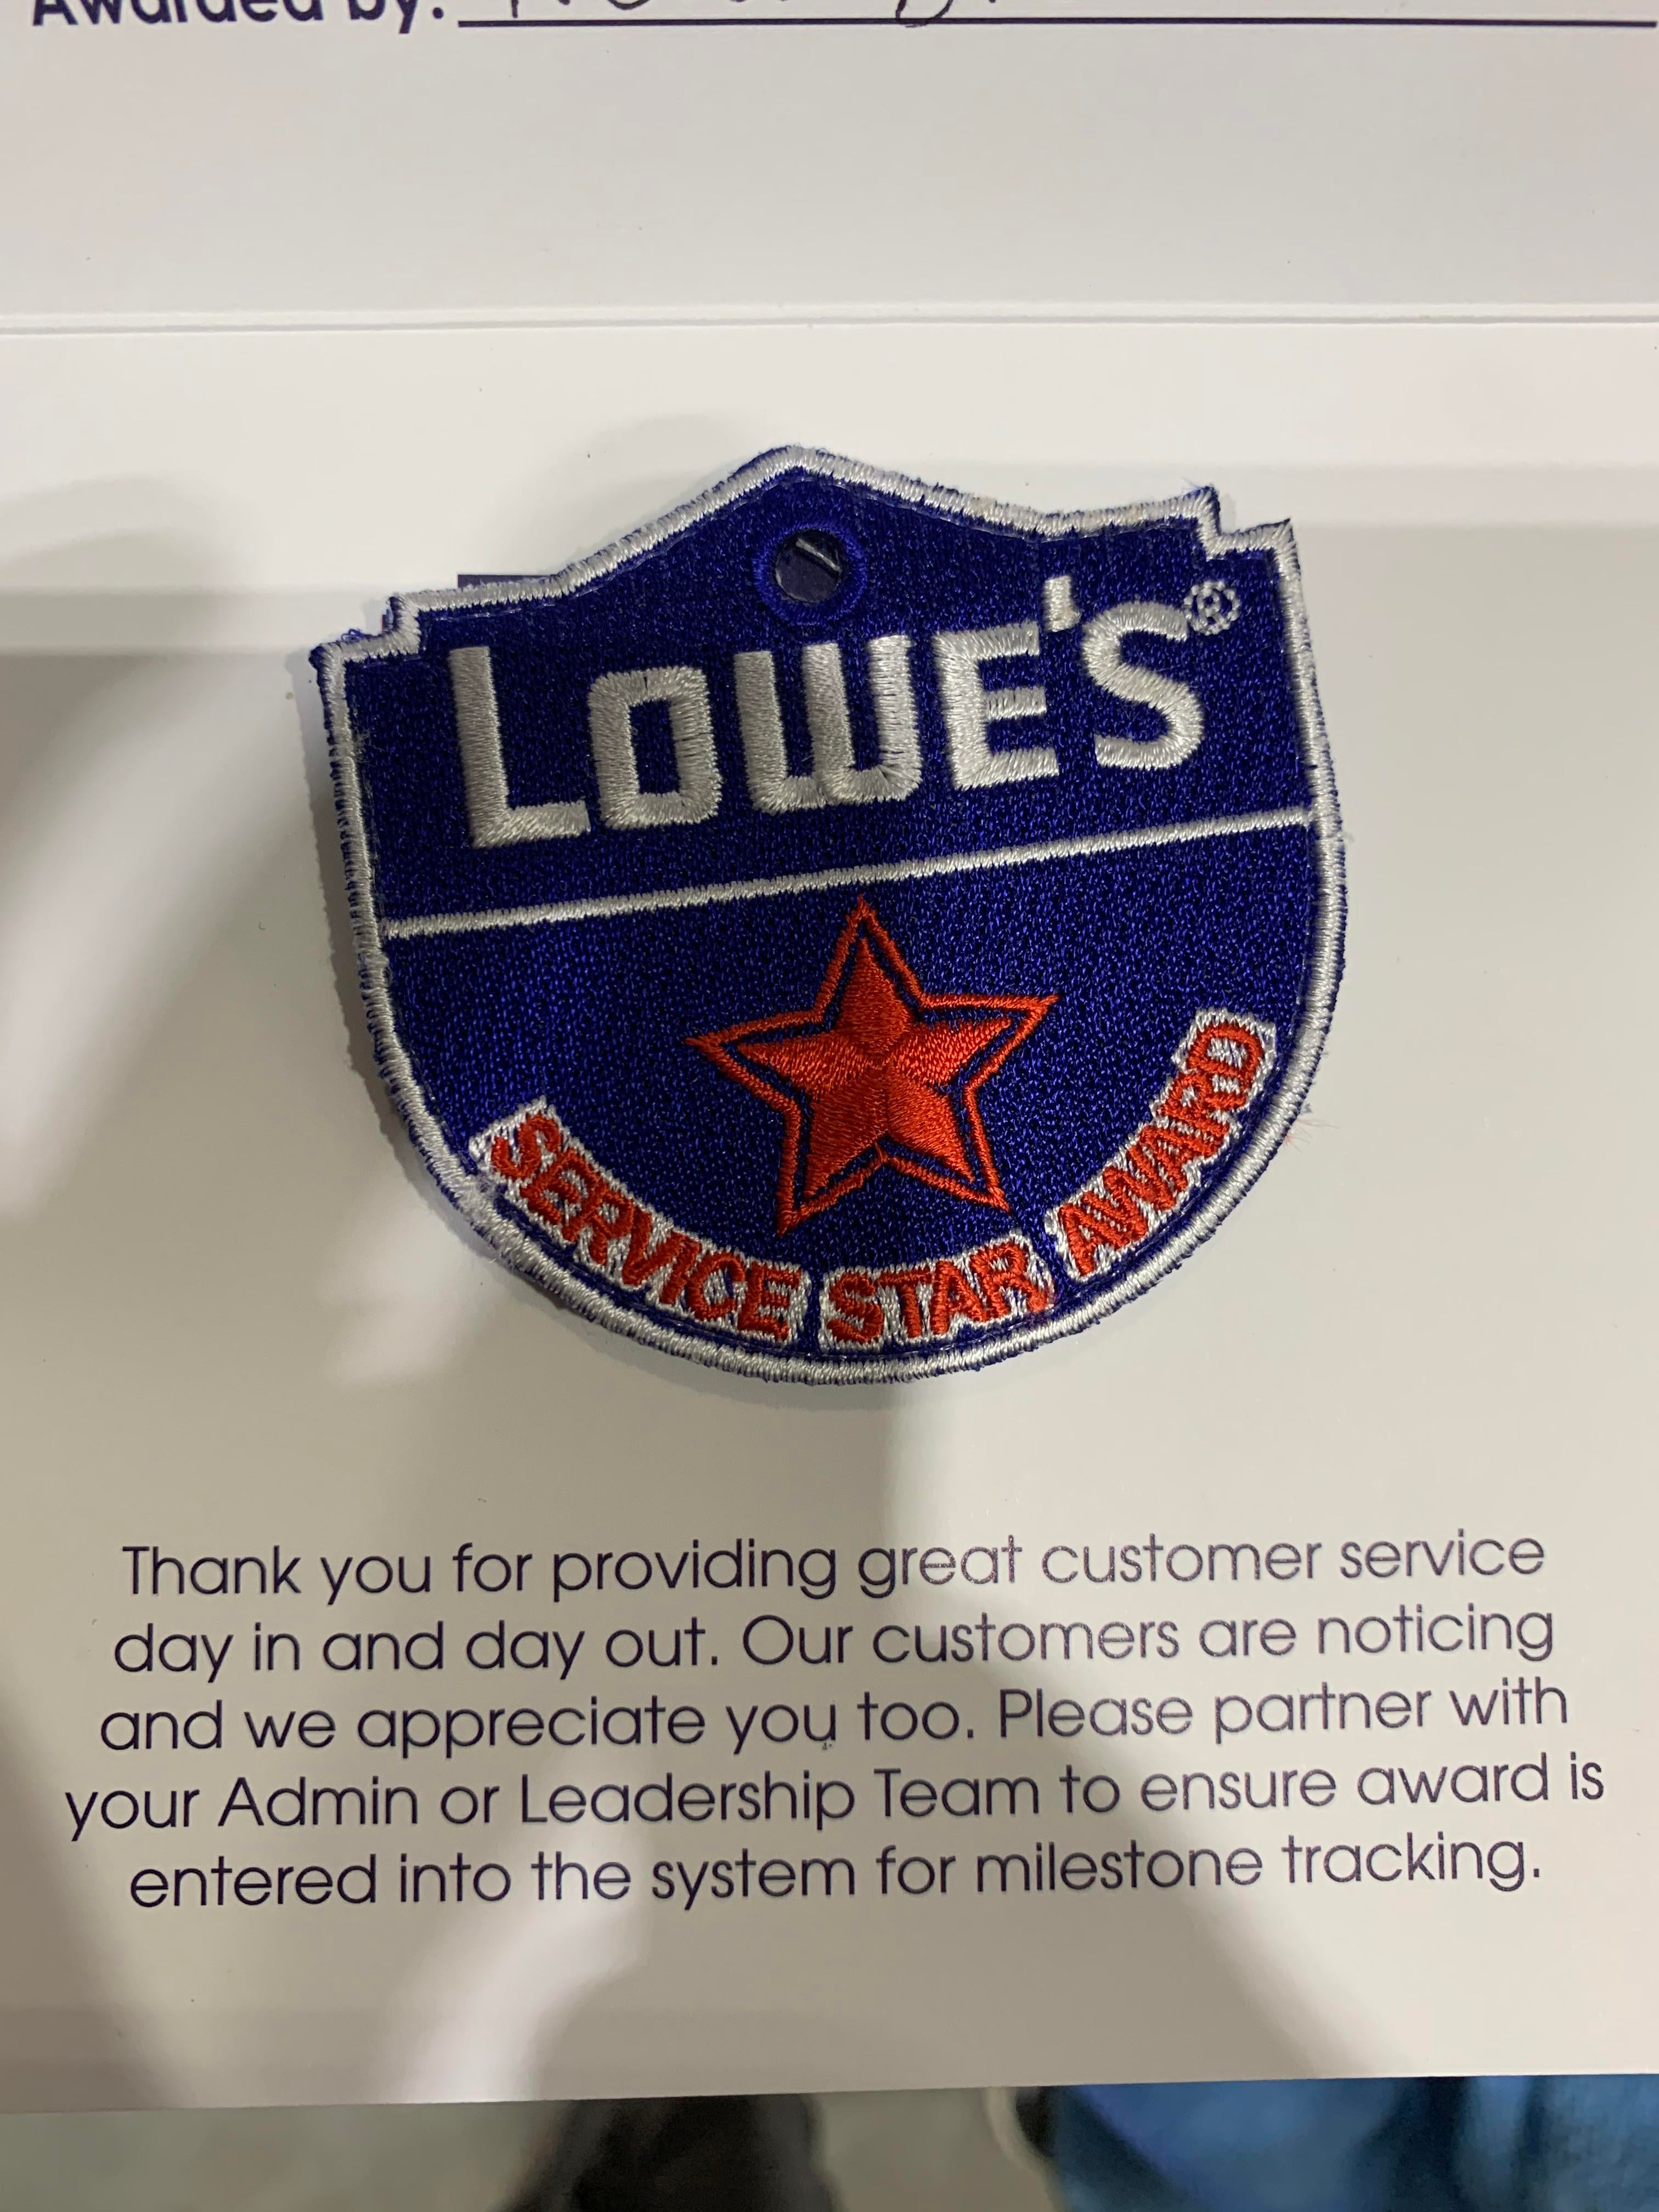 Awarded by:
LOWE'S®
SERVICE STAR AWARD
Thank you for providing great customer service
day in and day out. Our customers are noticing
and we appreciate you too. Please partner with
your Admin or Leadership Team to ensure award is
entered into the system for milestone tracking.